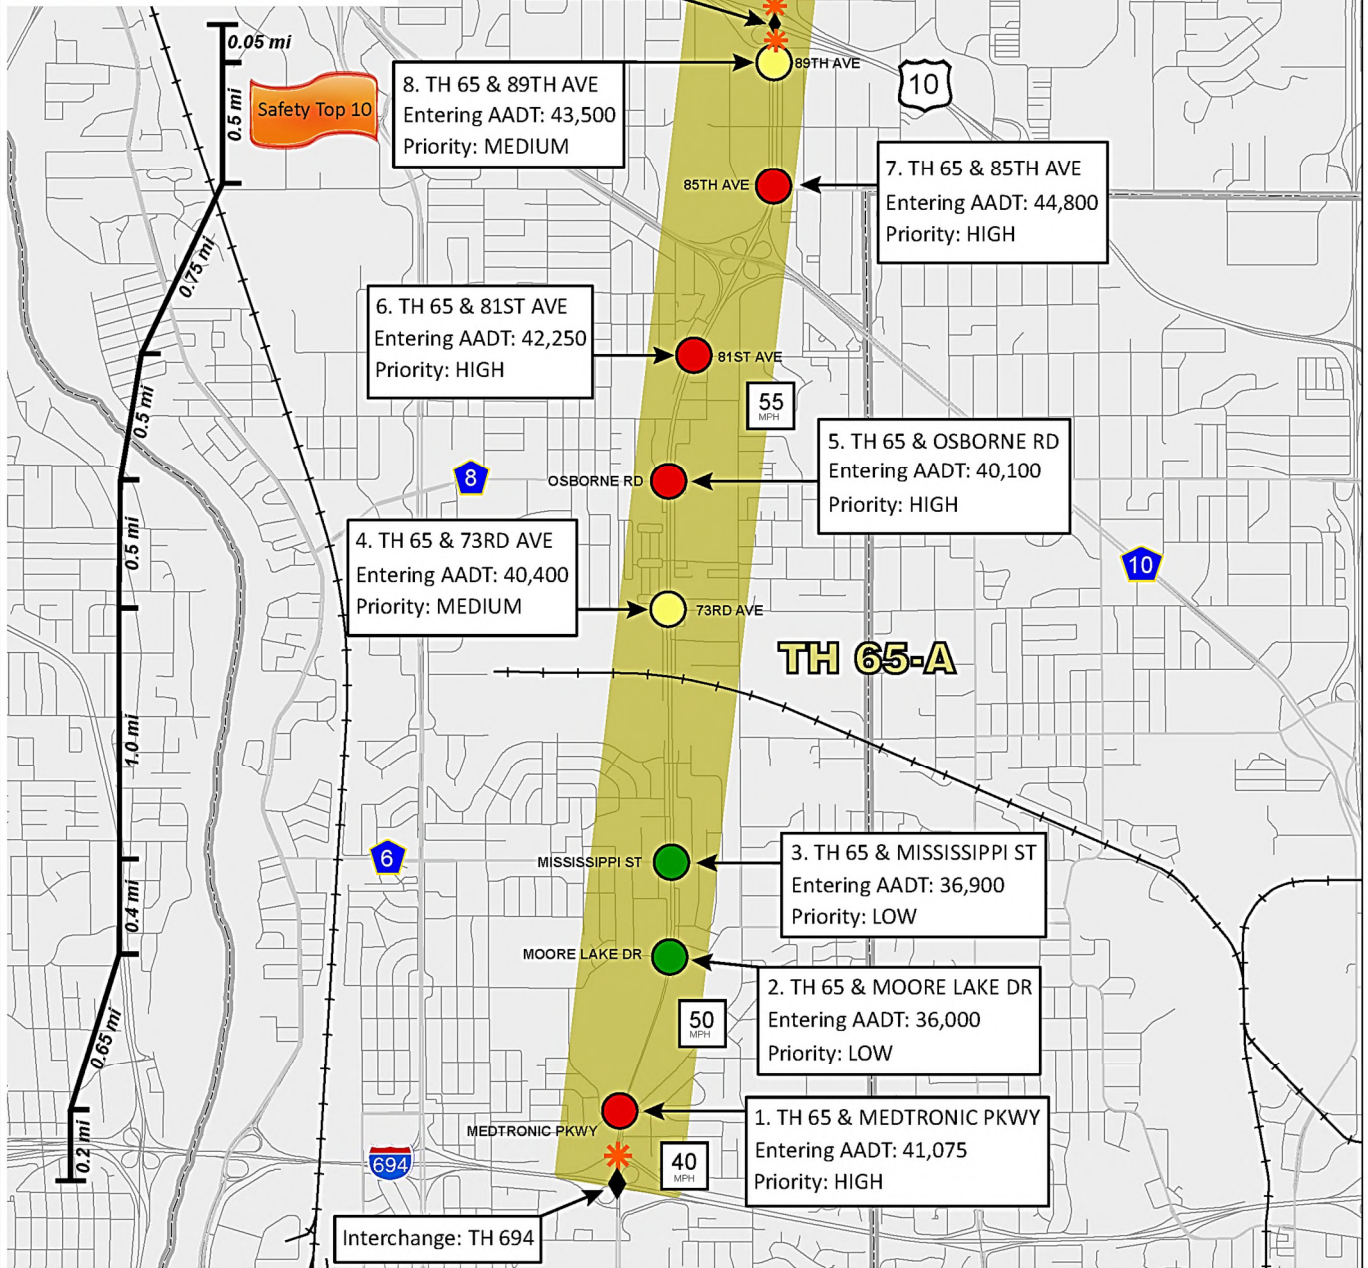 0.05 mi
Safety Top 10
0.5 mi
8. TH 65 & 89TH AVE
Entering AADT: 43,500
Priority: MEDIUM
89TH AVE
10
85TH AVE
7. TH 65 & 85TH AVE
Entering AADT: 44,800
Priority: HIGH
0.75 mi
6. TH 65 & 81ST AVE
Entering AADT: 42,250
Priority: HIGH
81ST AVE
55
MPH
0.5 mi
5. TH 65 & OSBORNE RD
Entering AADT: 40,100
Priority: HIGH
8
OSBORNE RD
0.5 mi
4. TH 65 & 73RD AVE
Entering AADT: 40,400
Priority: MEDIUM
73RD AVE
10
TH 65-A
1.0 mi
6
MISSISSIPPI ST
3. TH 65 & MISSISSIPPI ST
Entering AADT: 36,900
Priority: LOW
0.4 mi
MOORE LAKE DR
2. TH 65 & MOORE LAKE DR
Entering AADT: 36,000
Priority: LOW
50
MPH
0.65 mi
MEDTRONIC PKWY
1. TH 65 & MEDTRONIC PKWY
Entering AADT: 41,075
Priority: HIGH
0.2 mi
694
40
MPH
Interchange: TH 694